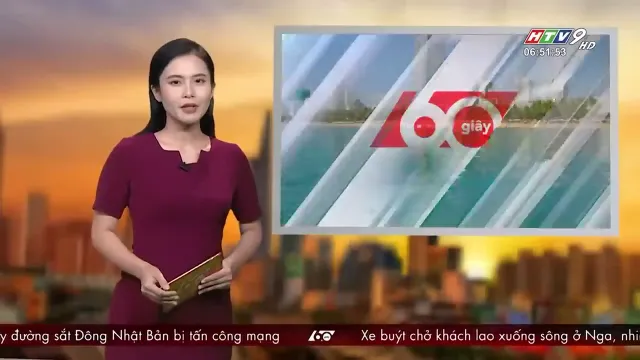 HTV9
HD
06:51:53
60
giây
y đường sắt Đông Nhật Bản bị tấn công mạng 60 Xe buýt chở khách lao xuống sông ở Nga, nhi